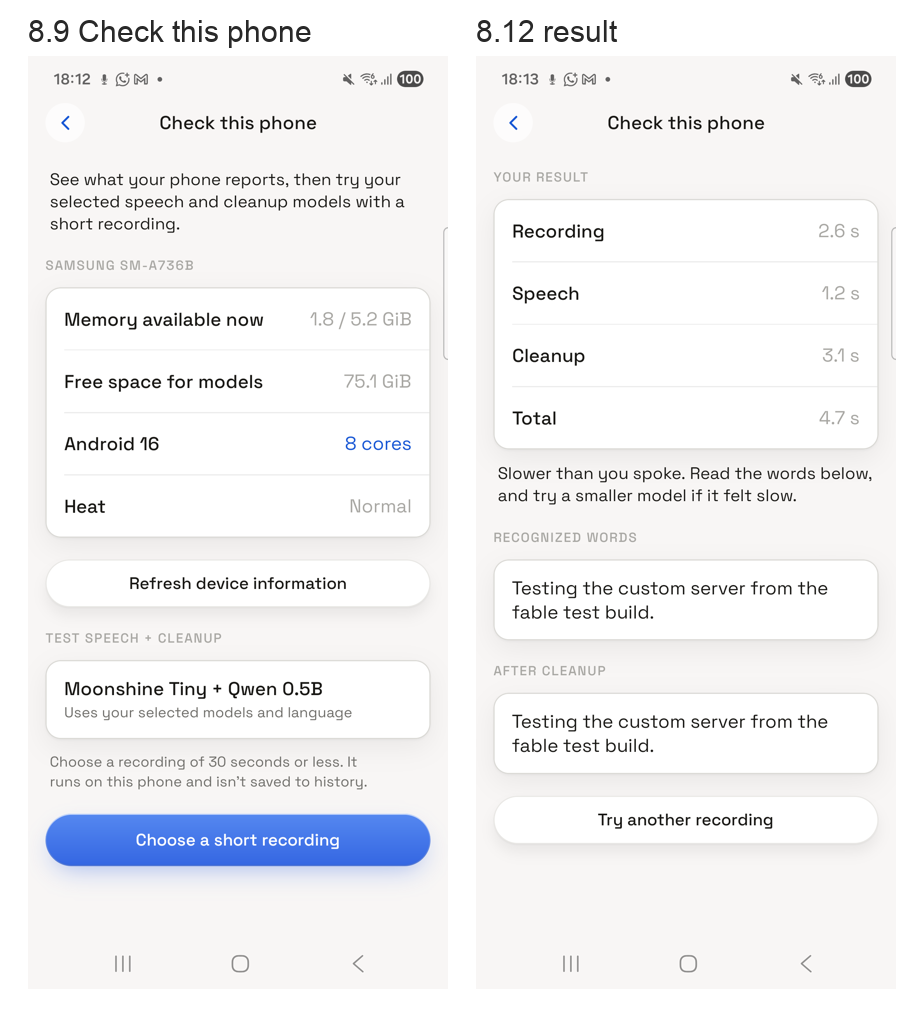 8.9 Check this phone
18:12
100
Check this phone
See what your phone reports, then try your
selected speech and cleanup models with a
short recording.
SAMSUNG SM-A736B
Memory available now 1.8 / 5.2 GiB
Free space for models 75.1 GiB
Android 16 8 cores
Heat Normal
Refresh device information
TEST SPEECH + CLEANUP
Moonshine Tiny + Qwen 0.5B
Uses your selected models and language
Choose a recording of 30 seconds or less. It
runs on this phone and isn't saved to history.
Choose a short recording
8.12 result
18:13
100
Check this phone
YOUR RESULT
Recording 2.6 s
Speech 1.2 s
Cleanup 3.1 s
Total 4.7 s
Slower than you spoke. Read the words below,
and try a smaller model if it felt slow.
RECOGNIZED WORDS
Testing the custom server from the
fable test build.
AFTER CLEANUP
Testing the custom server from the
fable test build.
Try another recording